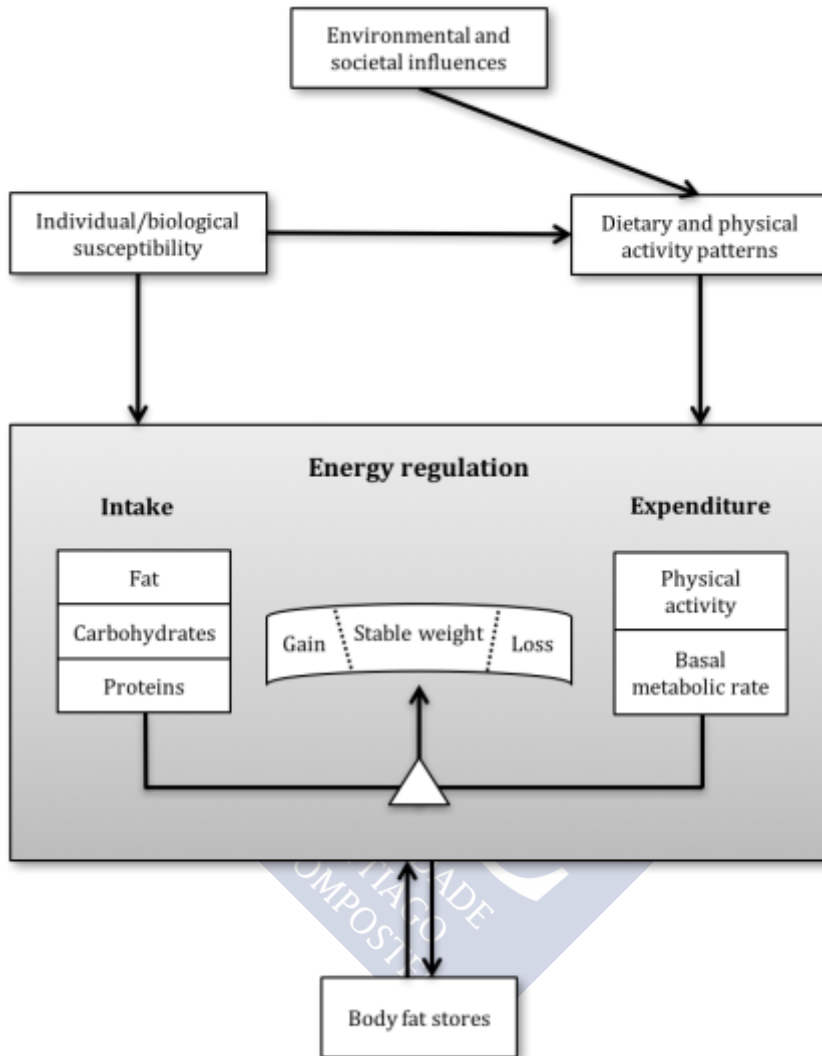 Environmental and
societal influences
Individual/biological
susceptibility
Dietary and physical
activity patterns
Energy regulation
Intake
Expenditure
Fat
Carbohydrates
Proteins
Gain
Stable weight
Loss
Physical
activity
Basal
metabolic rate
Body fat stores